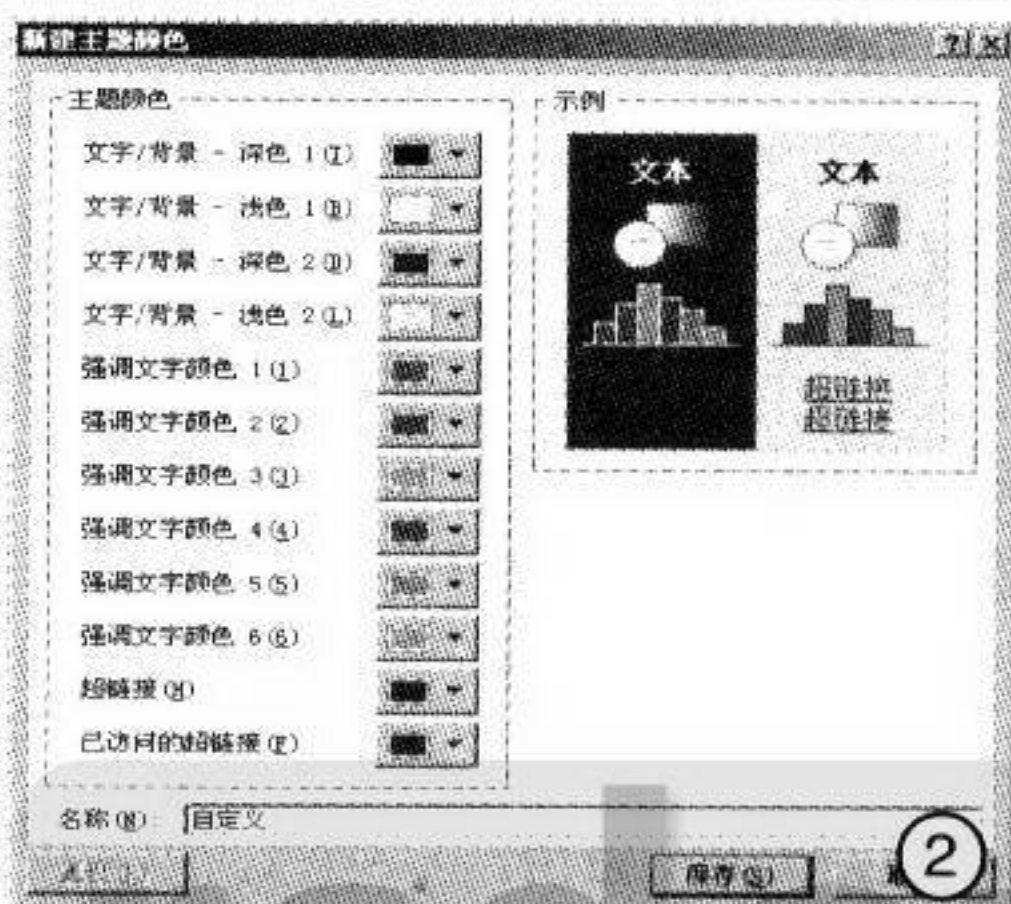 新建主题颜色
主题颜色
文字/背景 - 深色 1(T)
文字/背景 - 浅色 1(B)
文字/背景 - 深色 2(D)
文字/背景 - 浅色 2(L)
强调文字颜色 1(1)
强调文字颜色 2(2)
强调文字颜色 3(3)
强调文字颜色 4(4)
强调文字颜色 5(5)
强调文字颜色 6(6)
超链接(H)
已访问的超链接(F)
示例
文本 文本
超链接
超链接
名称(N): 自定义
保存(S)
2